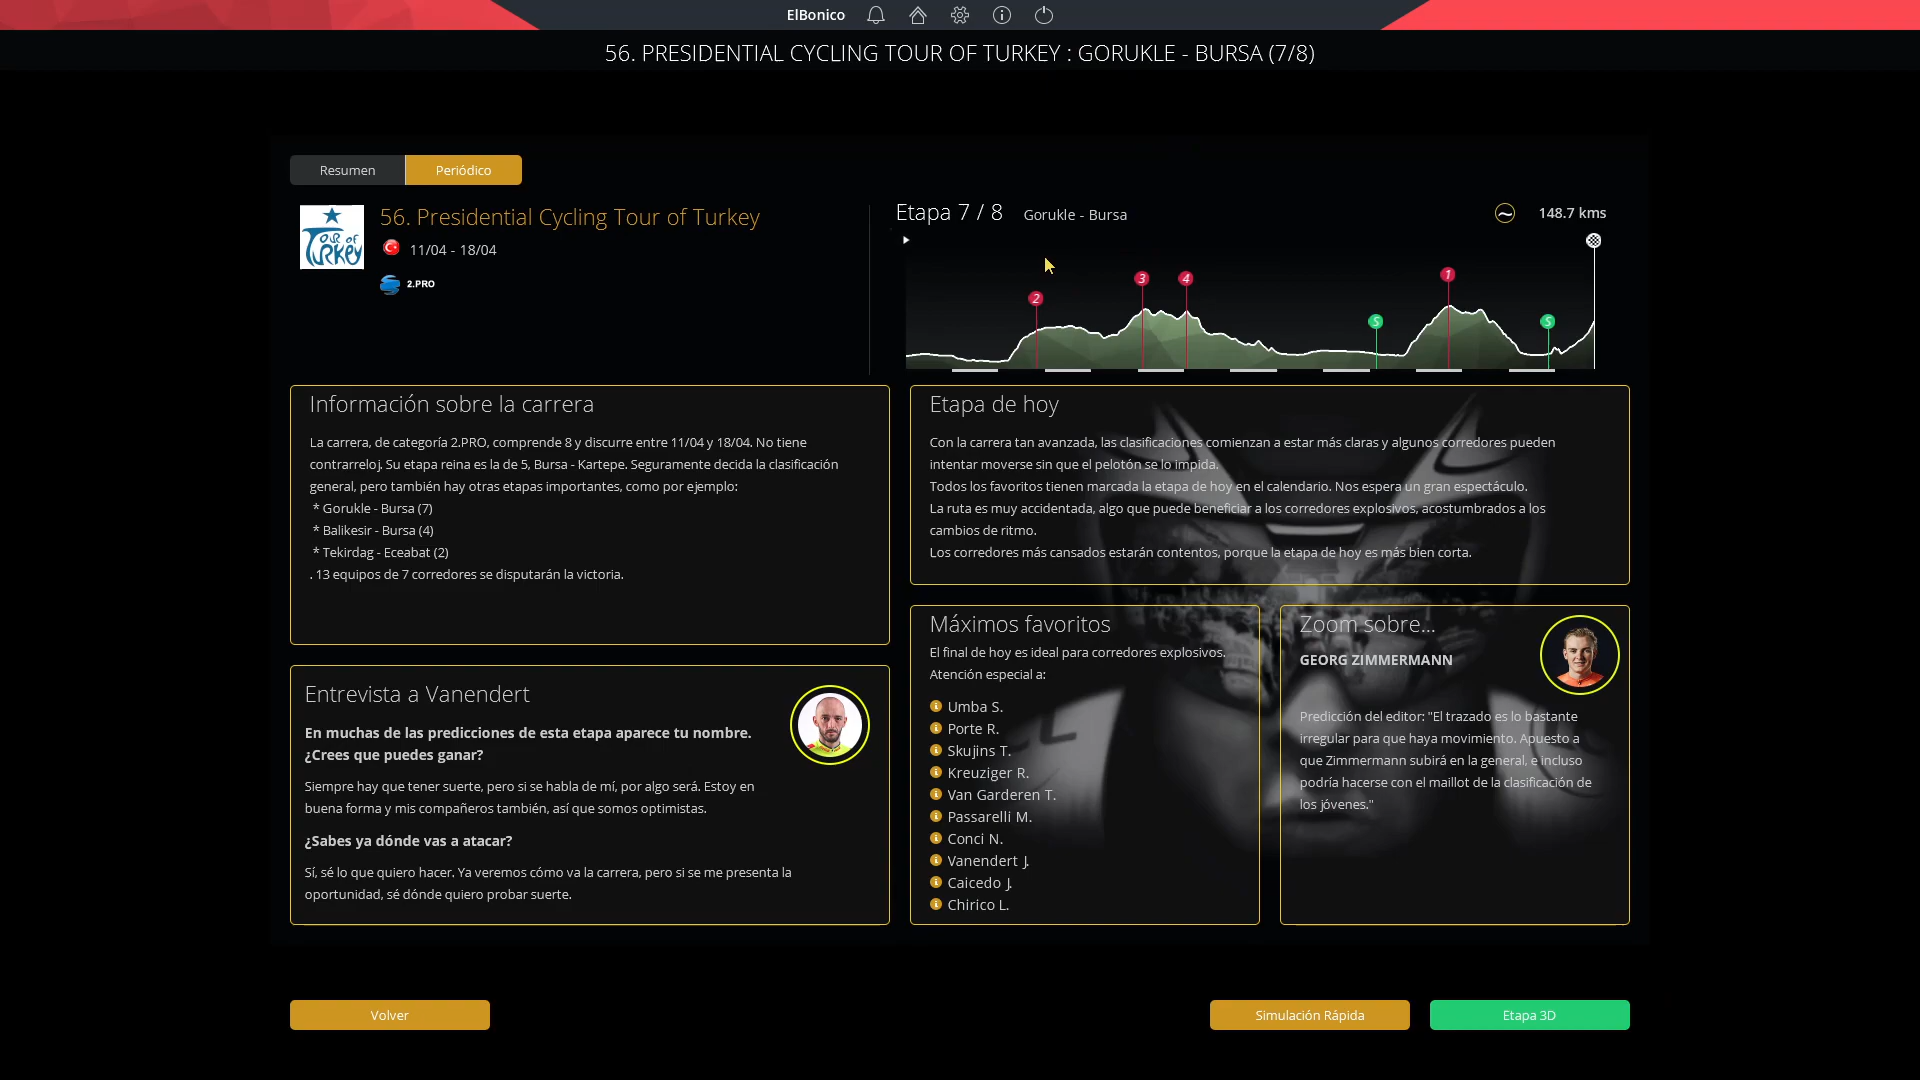 ElBonico
56. PRESIDENTIAL CYCLING TOUR OF TURKEY : GORUKLE - BURSA (7/8)
Resumen
Periódico
TOUR OF TURKEY
56. Presidential Cycling Tour of Turkey
11/04 - 18/04
2.PRO
Etapa 7 / 8
Gorukle - Bursa
148.7 kms
2
3
4
S
1
S
Información sobre la carrera
La carrera, de categoría 2.PRO, comprende 8 y discurre entre 11/04 y 18/04. No tiene
contrarreloj. Su etapa reina es la de 5, Bursa - Kartepe. Seguramente decida la clasificación
general, pero también hay otras etapas importantes, como por ejemplo:
* Gorukle - Bursa (7)
* Balikesir - Bursa (4)
* Tekirdag - Eceabat (2)
. 13 equipos de 7 corredores se disputarán la victoria.
Etapa de hoy
Con la carrera tan avanzada, las clasificaciones comienzan a estar más claras y algunos corredores pueden
intentar moverse sin que el pelotón se lo impida.
Todos los favoritos tienen marcada la etapa de hoy en el calendario. Nos espera un gran espectáculo.
La ruta es muy accidentada, algo que puede beneficiar a los corredores explosivos, acostumbrados a los
cambios de ritmo.
Los corredores más cansados estarán contentos, porque la etapa de hoy es más bien corta.
Entrevista a Vanendert
En muchas de las predicciones de esta etapa aparece tu nombre.
¿Crees que puedes ganar?
Siempre hay que tener suerte, pero si se habla de mí, por algo será. Estoy en
buena forma y mis compañeros también, así que somos optimistas.
¿Sabes ya dónde vas a atacar?
Sí, sé lo que quiero hacer. Ya veremos cómo va la carrera, pero si se me presenta la
oportunidad, sé dónde quiero probar suerte.
Máximos favoritos
El final de hoy es ideal para corredores explosivos.
Atención especial a:
Umba S.
Porte R.
Skujins T.
Kreuziger R.
Van Garderen T.
Passarelli M.
Conci N.
Vanendert J.
Caicedo J.
Chirico L.
Zoom sobre...
GEORG ZIMMERMANN
Predicción del editor: "El trazado es lo bastante
irregular para que haya movimiento. Apuesto a
que Zimmermann subirá en la general, e incluso
podría hacerse con el maillot de la clasificación de
los jóvenes."
Volver
Simulación Rápida
Etapa 3D